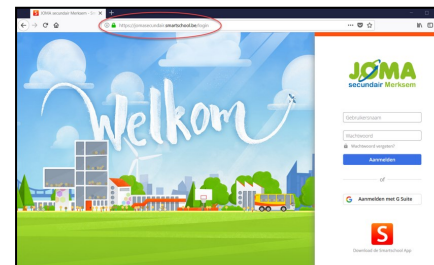 JOMA secundair Merksem
https://jomasecundair.smartschool.be/login
Welkom
JOMA
secundair Merksem
Gebruikersnaam
Wachtwoord
Wachtwoord vergeten?
Aanmelden
of
G Aanmelden met G Suite
S
Download de Smartschool App